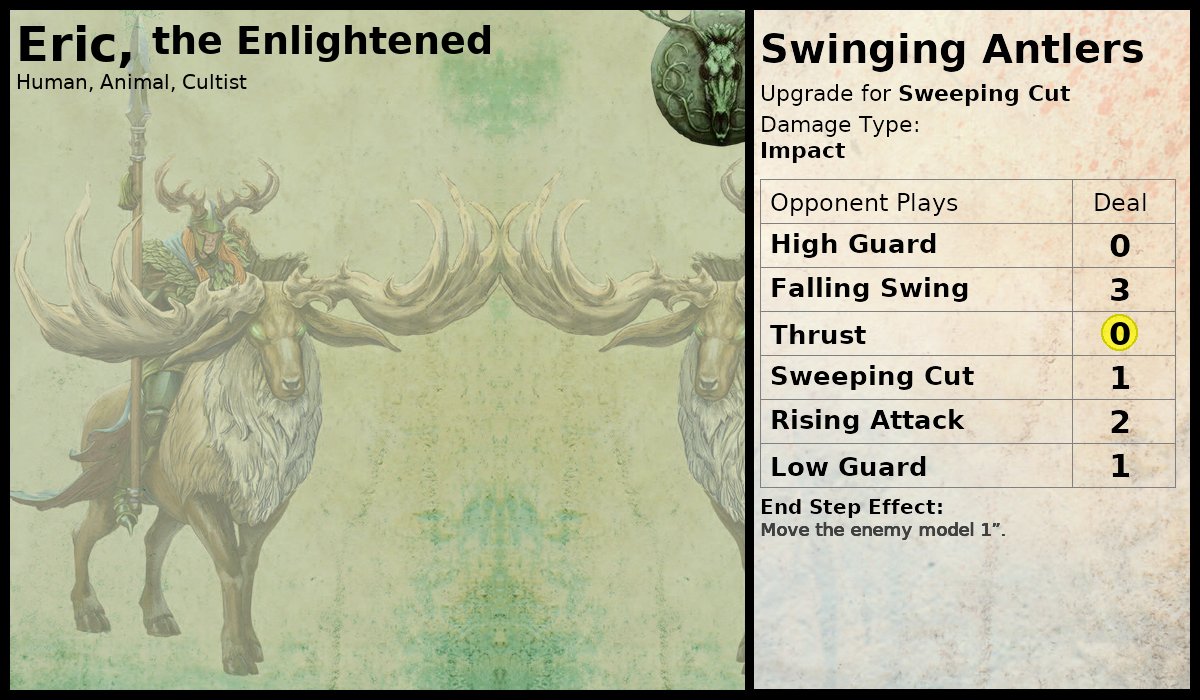 Eric, the Enlightened
Human, Animal, Cultist
Swinging Antlers
Upgrade for Sweeping Cut
Damage Type:
Impact
Opponent Plays Deal
High Guard 0
Falling Swing 3
Thrust 0
Sweeping Cut 1
Rising Attack 2
Low Guard 1
End Step Effect:
Move the enemy model 1”.